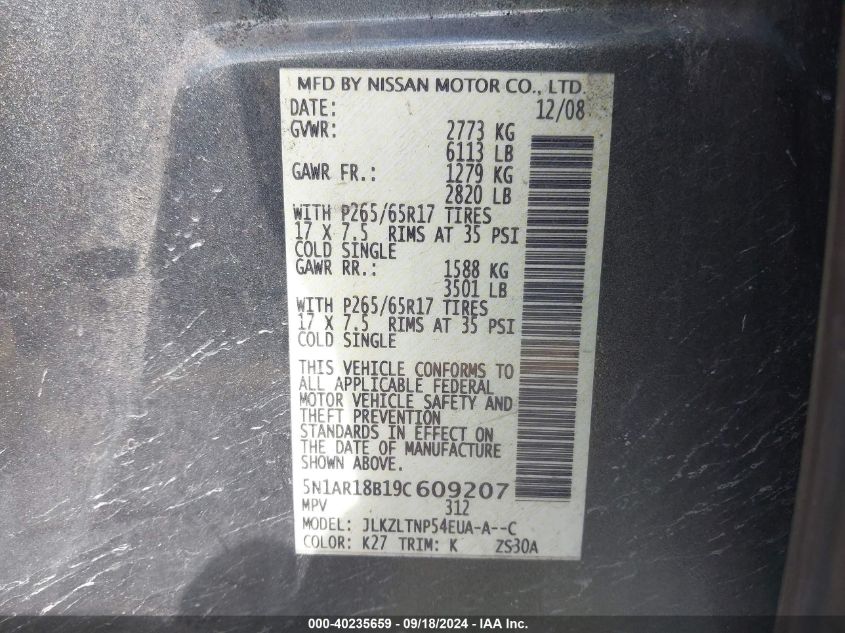 MFD BY NISSAN MOTOR CO., LTD.
DATE: 12/08
GVWR: 2773 KG
6113 LB
GAWR FR.: 1279 KG
2820 LB
WITH P265/65R17 TIRES
17 X 7.5 RIMS AT 35 PSI
COLD SINGLE
GAWR RR.: 1588 KG
3501 LB
WITH P265/65R17 TIRES
17 X 7.5 RIMS AT 35 PSI
COLD SINGLE
THIS VEHICLE CONFORMS TO
ALL APPLICABLE FEDERAL
MOTOR VEHICLE SAFETY AND
THEFT PREVENTION
STANDARDS IN EFFECT ON
THE DATE OF MANUFACTURE
SHOWN ABOVE.
5N1AR18B19C609207
MPV 312
MODEL: JLKZLTNP54EUA-A--C
COLOR: K27 TRIM: K ZS30A
000-40235659 - 09/18/2024 - IAA Inc.